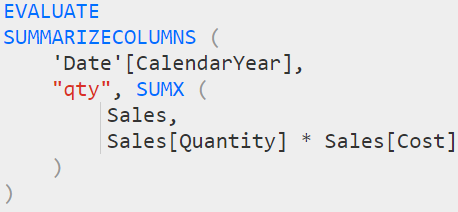 EVALUATE
SUMMARIZECOLUMNS (
    'Date'[CalendarYear],
    "qty", SUMX (
        Sales,
        Sales[Quantity] * Sales[Cost]
    )
)